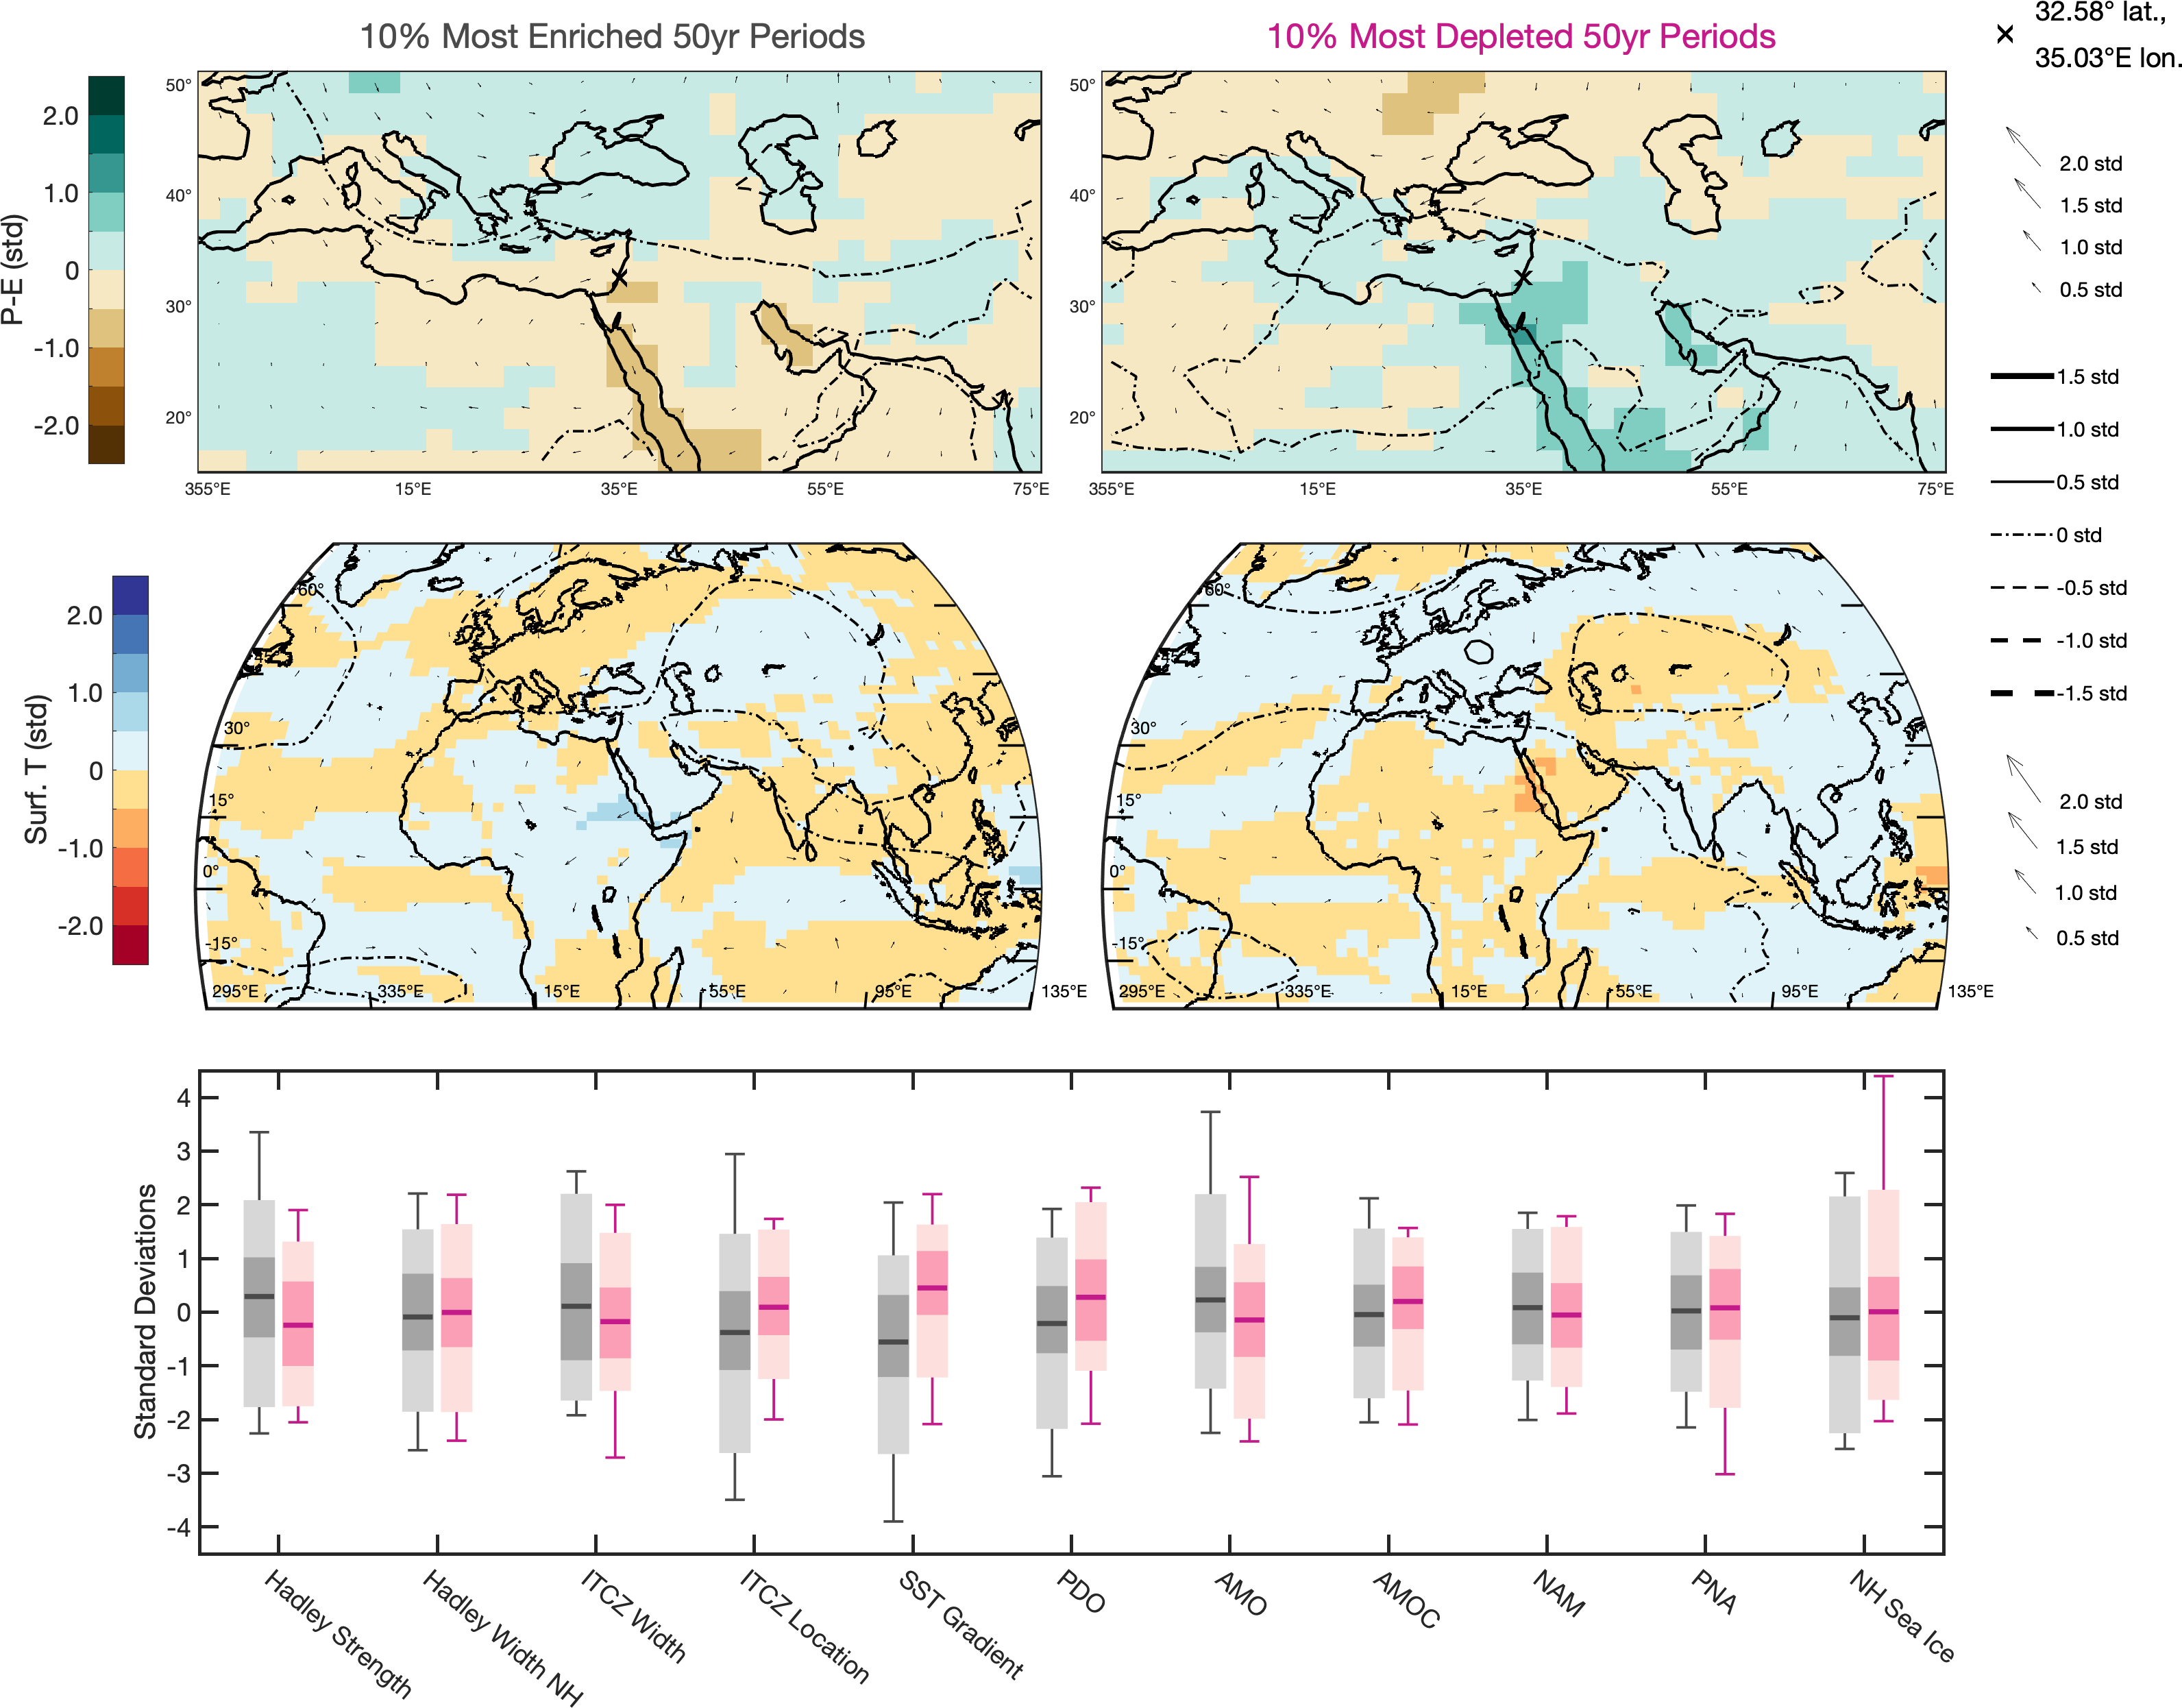 10% Most Enriched 50yr Periods
10% Most Depleted 50yr Periods
32.58° lat.,
35.03°E lon.
P-E (std)
2.0
1.0
0
-1.0
-2.0
50°
40°
30°
20°
355°E 15°E 35°E 55°E 75°E
50°
40°
30°
20°
355°E 15°E 35°E 55°E 75°E
2.0 std
1.5 std
1.0 std
0.5 std
1.5 std
1.0 std
0.5 std
0 std
-0.5 std
-1.0 std
-1.5 std
Surf. T (std)
2.0
1.0
0
-1.0
-2.0
60°
45°
30°
15°
0°
-15°
295°E 335°E 15°E 55°E 95°E 135°E
60°
45°
30°
15°
0°
-15°
295°E 335°E 15°E 55°E 95°E 135°E
2.0 std
1.5 std
1.0 std
0.5 std
Standard Deviations
4
3
2
1
0
-1
-2
-3
-4
Hadley Strength
Hadley Width NH
ITCZ Width
ITCZ Location
SST Gradient
PDO
AMO
AMOC
NAM
PNA
NH Sea Ice